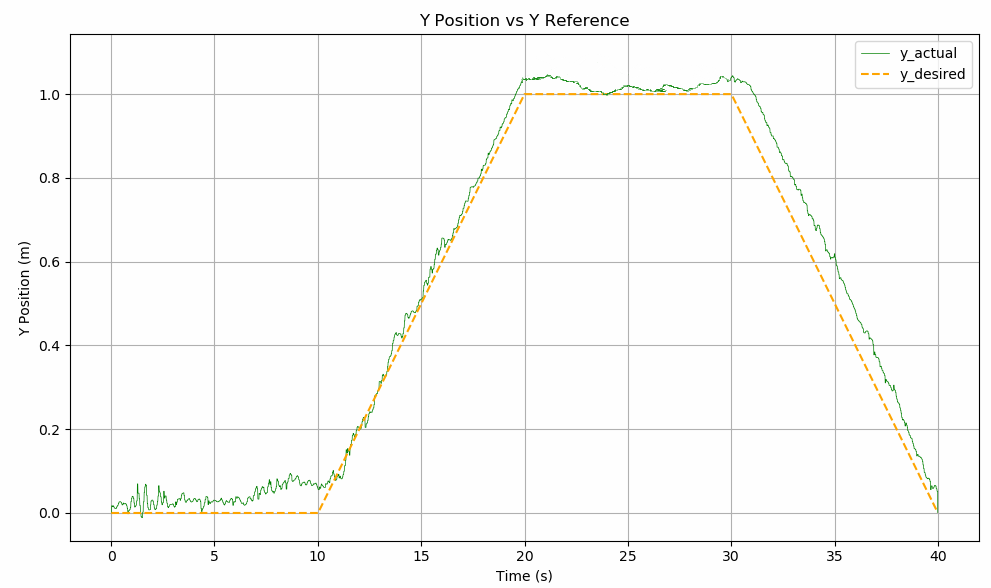 Y Position vs Y Reference
y_actual
y_desired
1.0
0.8
0.6
0.4
0.2
0.0
Y Position (m)
0 5 10 15 20 25 30 35 40
Time (s)